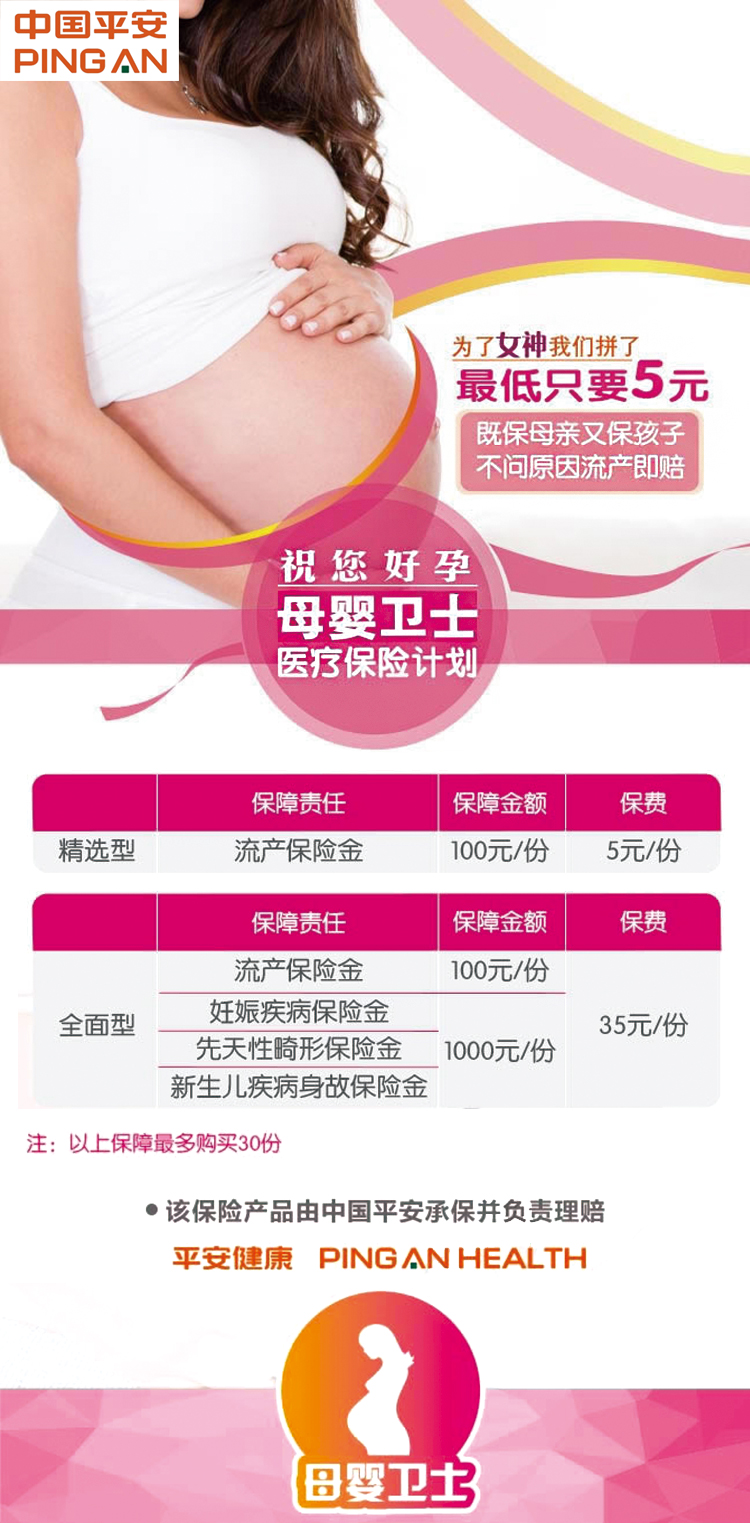 中国平安
PING AN
为了女神我们拼了
最低只要5元
既保母亲又保孩子
不问原因流产即赔
祝您好孕
母婴卫士
医疗保险计划
保障责任 保障金额 保费
精选型 流产保险金 100元/份 5元/份
保障责任 保障金额 保费
流产保险金 100元/份
妊娠疾病保险金
全面型 35元/份
先天性畸形保险金 1000元/份
新生儿疾病身故保险金
注：以上保障最多购买30份
•该保险产品由中国平安承保并负责理赔
平安健康 PING AN HEALTH
母婴卫士